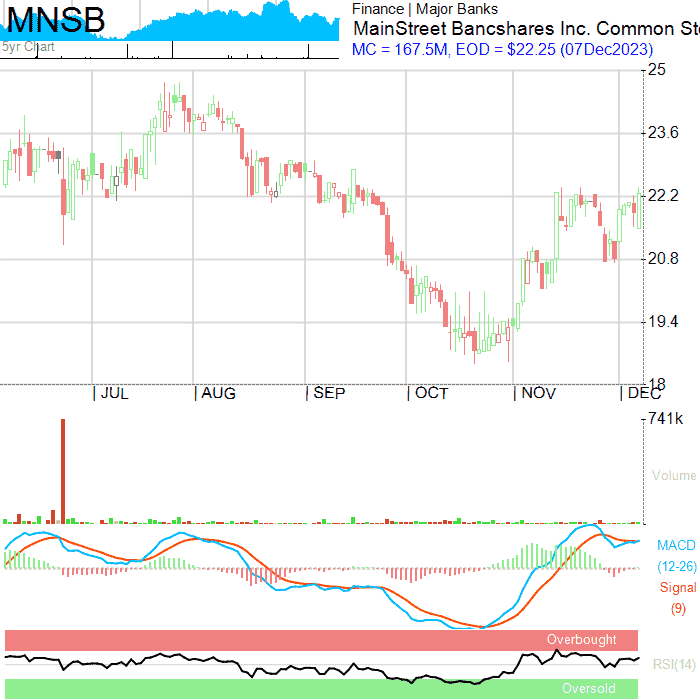 MNSB
5yr Chart
Finance | Major Banks
MainStreet Bancshares Inc. Common Sto
MC = 167.5M, EOD = $22.25 (07Dec2023)
25
23.6
22.2
20.8
19.4
18
JUL AUG SEP OCT NOV DEC
741k
Volume
MACD
(12-26)
Signal
(9)
Overbought
RSI(14)
Oversold